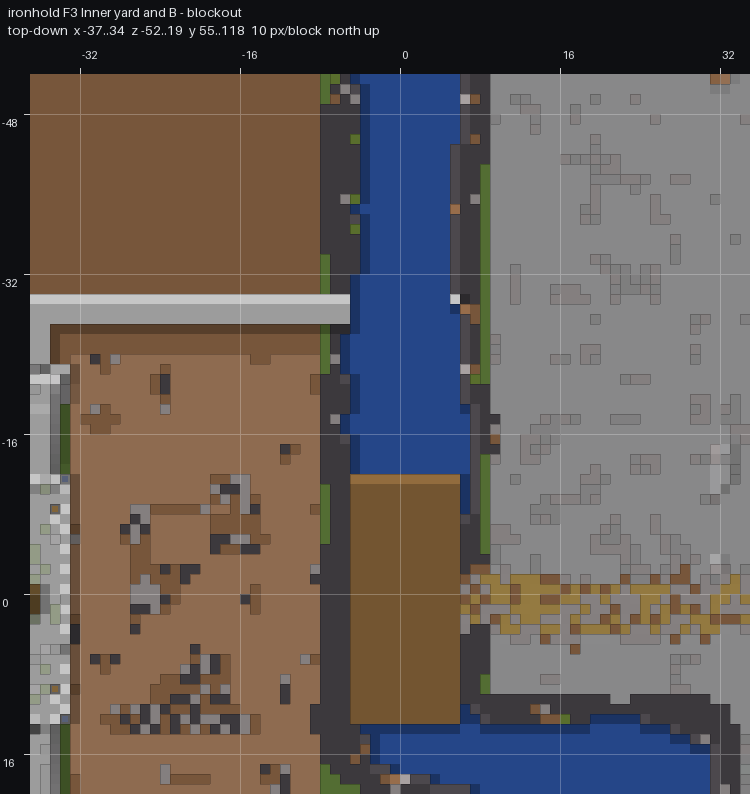 ironhold F3 Inner yard and B - blockout
top-down x -37..34 z -52..19 y 55..118 10 px/block north up
-32 -16 0 16 32
-48
-32
-16
0
16